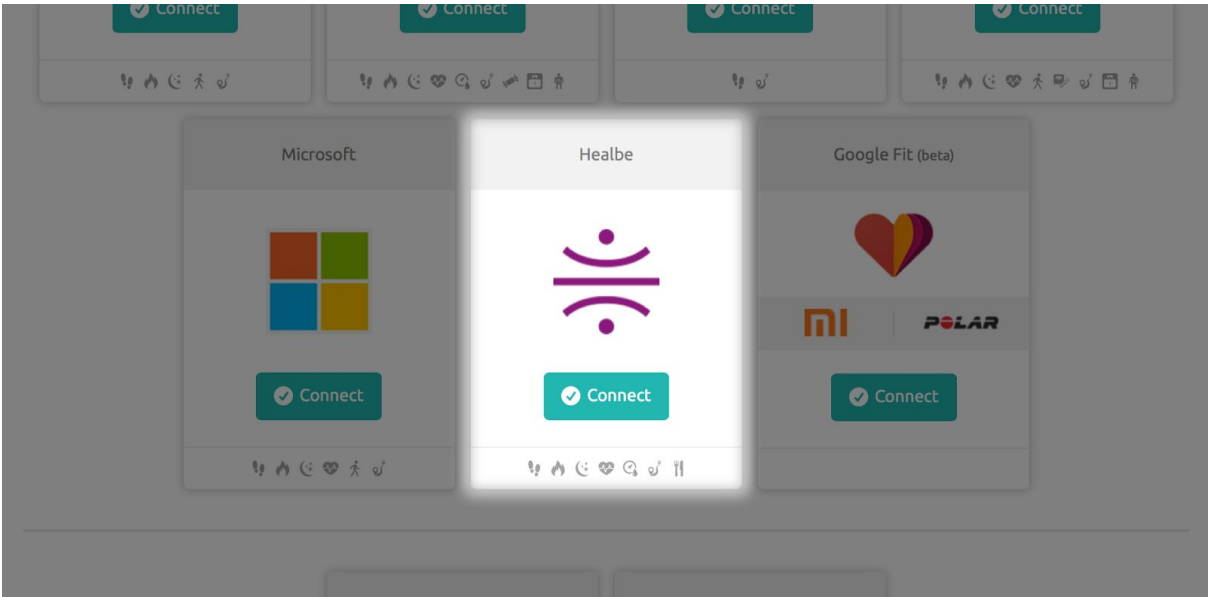 Connect
Connect
Connect
Connect
Microsoft
Healbe
Google Fit (beta)
mi
POLAR
Connect
Connect
Connect